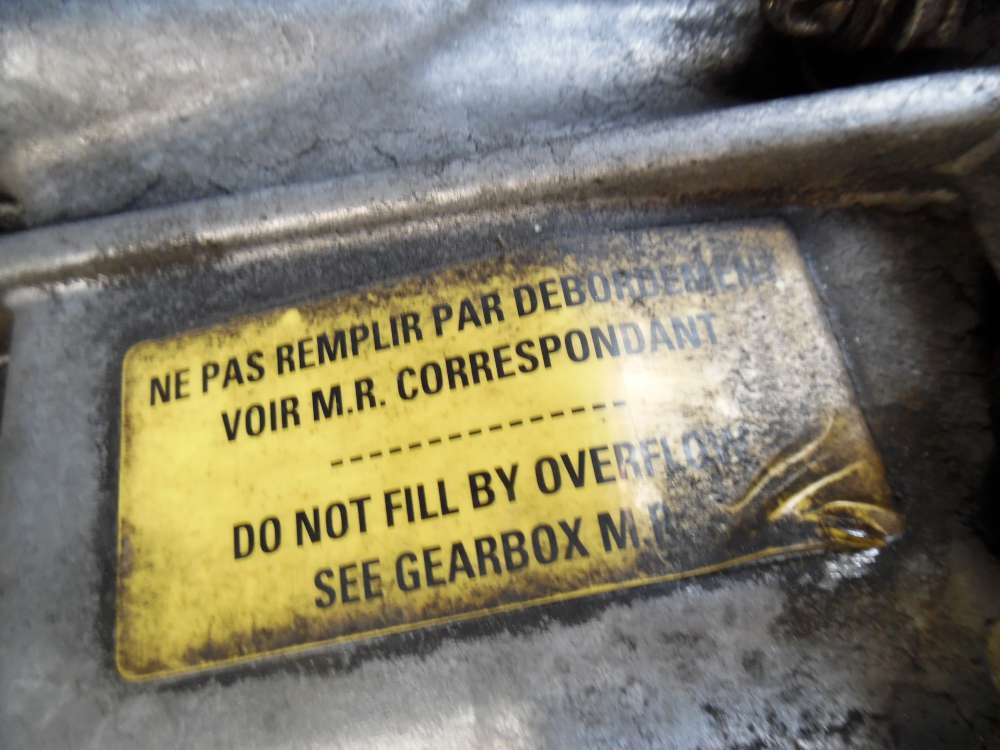 NE PAS REMPLIR PAR DEBORDEMENT
VOIR M.R. CORRESPONDANT
-----------------------
DO NOT FILL BY OVERFLOW
SEE GEARBOX M.R.